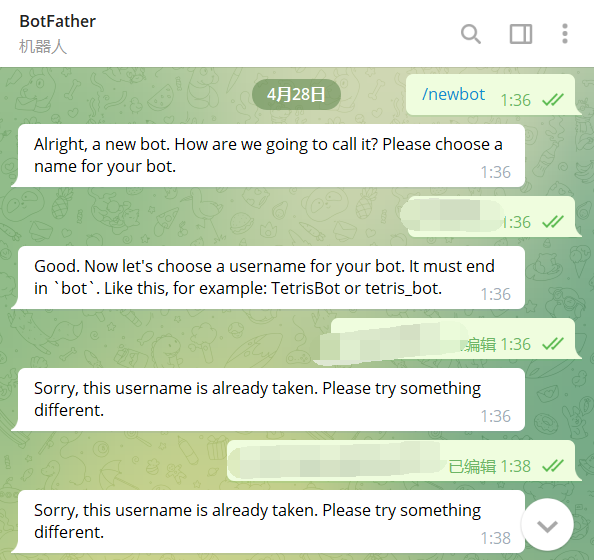 BotFather
机器人
4月28日
/newbot 1:36
Alright, a new bot. How are we going to call it? Please choose a
name for your bot.
1:36
1:36
Good. Now let's choose a username for your bot. It must end
in `bot`. Like this, for example: TetrisBot or tetris_bot.
1:36
编辑 1:36
Sorry, this username is already taken. Please try something
different.
1:36
已编辑 1:38
Sorry, this username is already taken. Please try something
different.
1:38